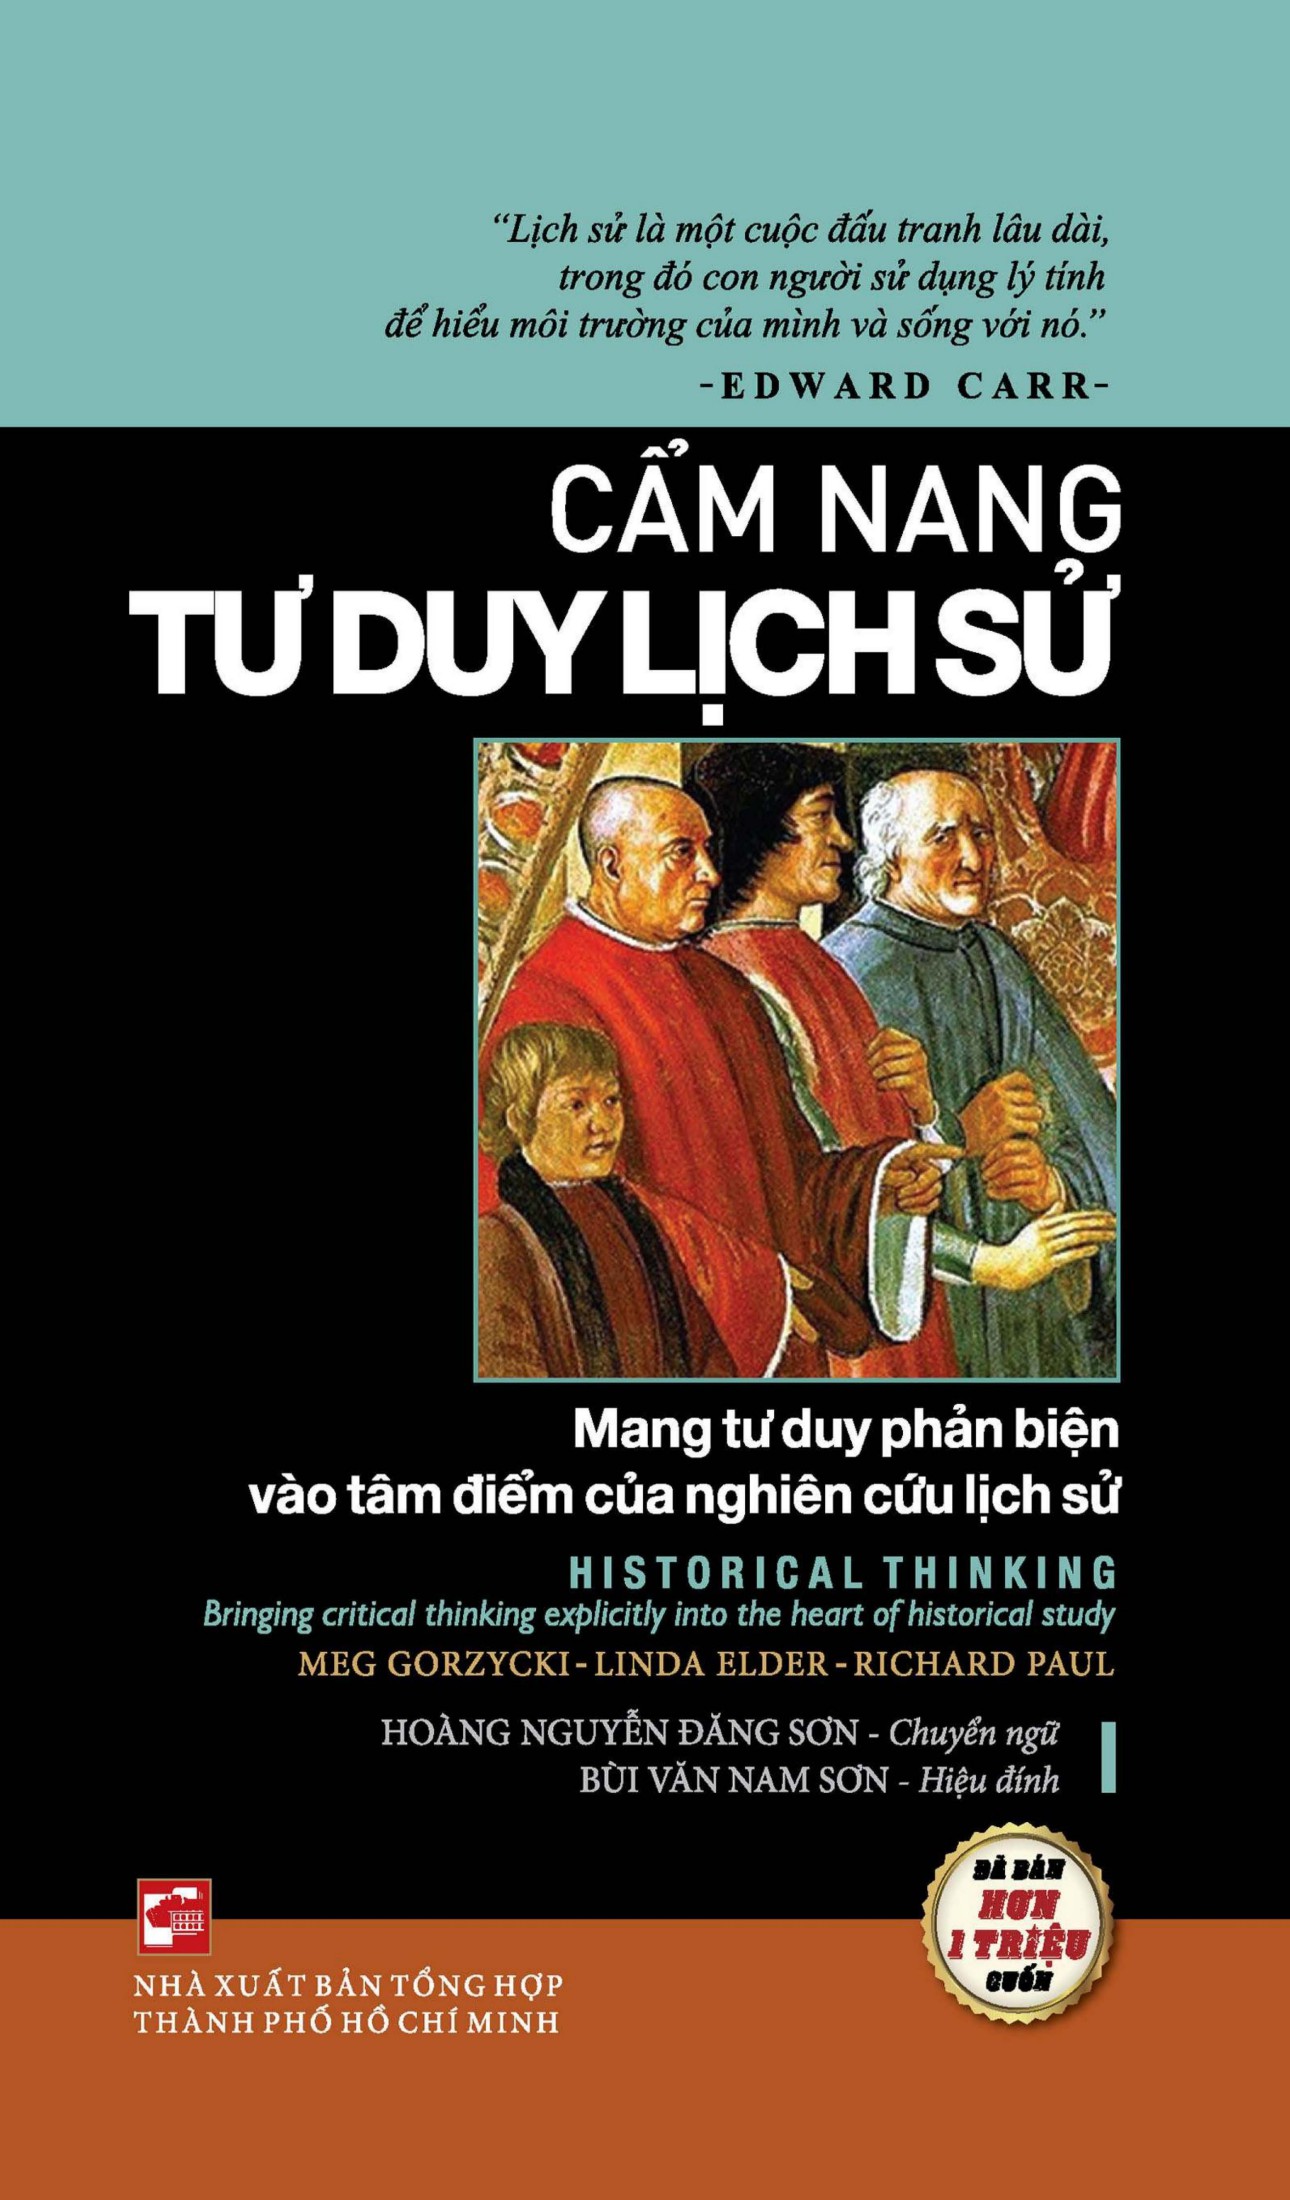 “Lịch sử là một cuộc đấu tranh lâu dài,
trong đó con người sử dụng lý tính
để hiểu môi trường của mình và sống với nó.”
-EDWARD CARR-
CẨM NANG
TƯ DUY LỊCH SỬ
Mang tư duy phản biện
vào tâm điểm của nghiên cứu lịch sử
HISTORICAL THINKING
Bringing critical thinking explicitly into the heart of historical study
MEG GORZYCKI - LINDA ELDER - RICHARD PAUL
HOÀNG NGUYỄN ĐĂNG SƠN - Chuyển ngữ
BÙI VĂN NAM SƠN - Hiệu đính
ĐÃ BÁN
HƠN
1 TRIỆU
CUỐN
NHÀ XUẤT BẢN TỔNG HỢP
THÀNH PHỐ HỒ CHÍ MINH